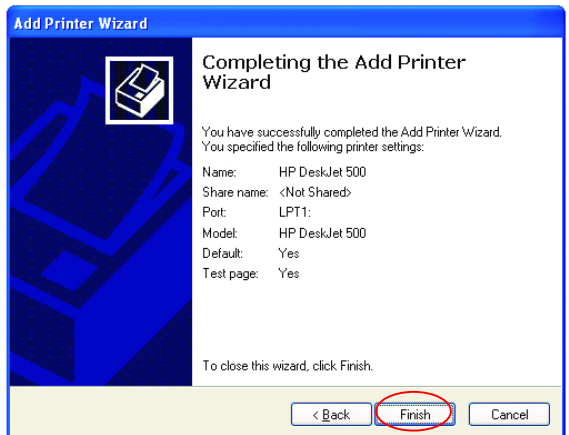 Add Printer Wizard
Completing the Add Printer
Wizard
You have successfully completed the Add Printer Wizard.
You specified the following printer settings:
Name: HP DeskJet 500
Share name: <Not Shared>
Port: LPT1:
Model: HP DeskJet 500
Default: Yes
Test page: Yes
To close this wizard, click Finish.
< Back Finish Cancel